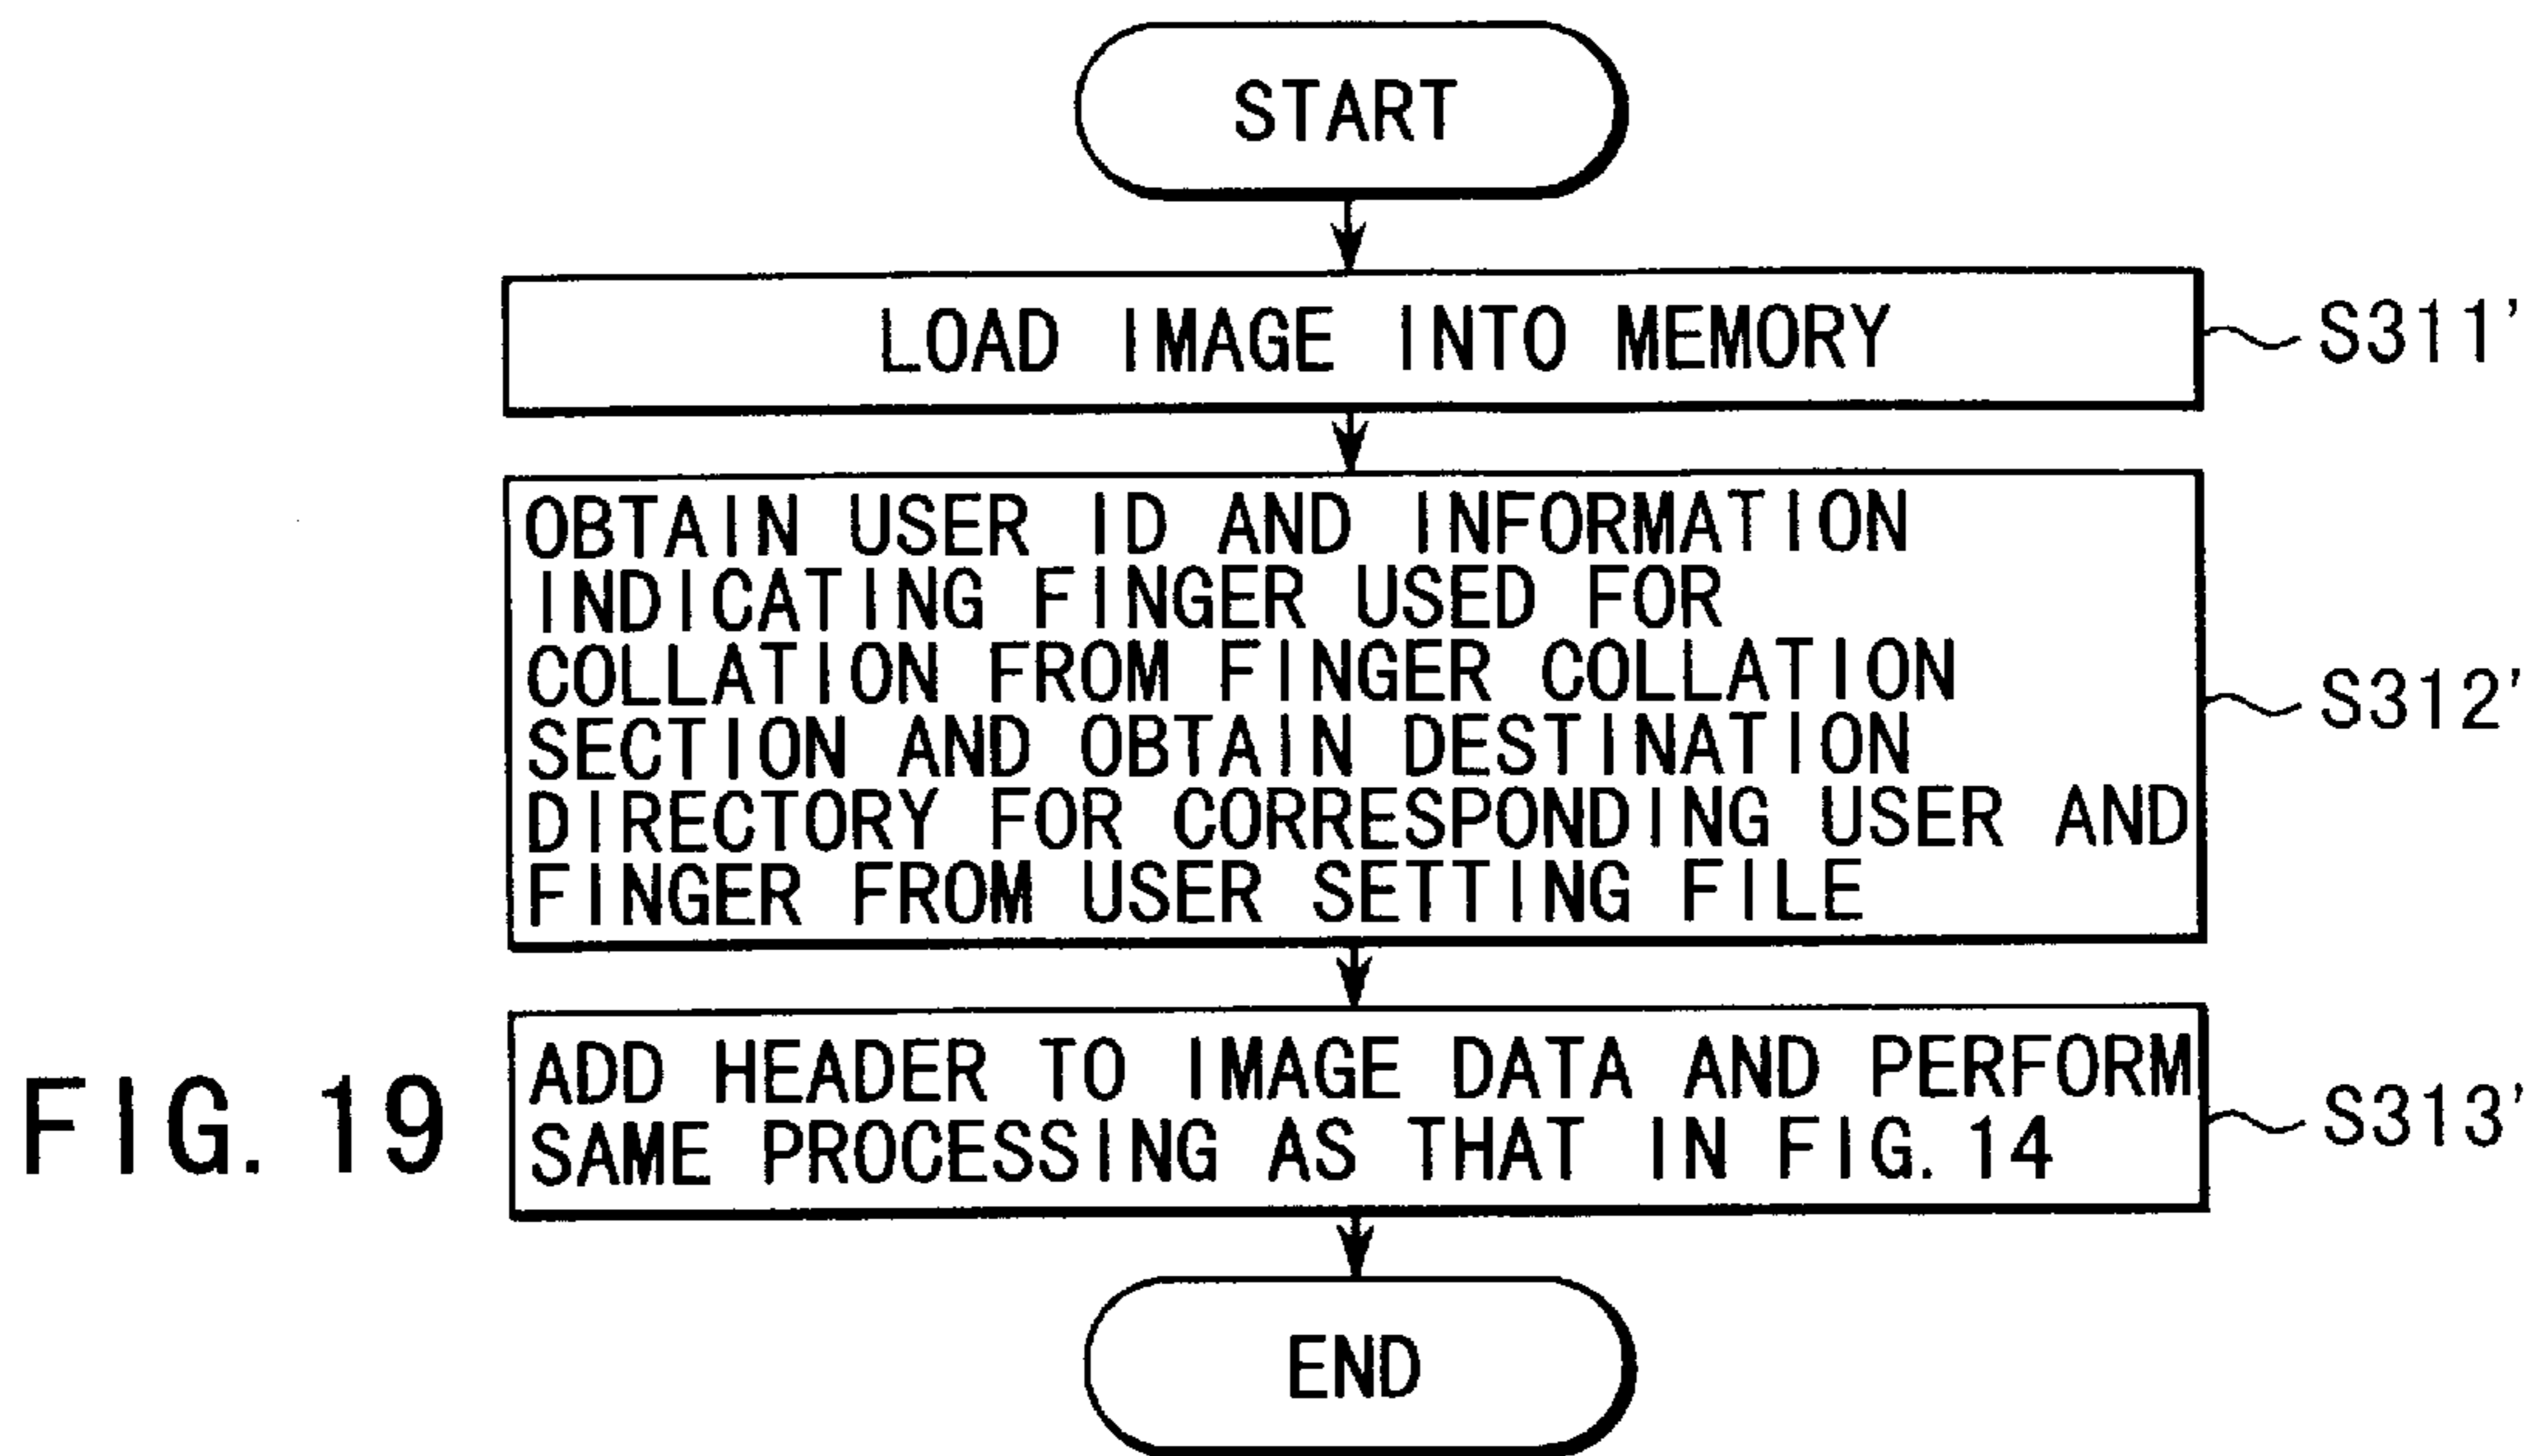 START
LOAD IMAGE INTO MEMORY
S311'
OBTAIN USER ID AND INFORMATION
INDICATING FINGER USED FOR
COLLATION FROM FINGER COLLATION
SECTION AND OBTAIN DESTINATION
DIRECTORY FOR CORRESPONDING USER AND
FINGER FROM USER SETTING FILE
S312'
ADD HEADER TO IMAGE DATA AND PERFORM
SAME PROCESSING AS THAT IN FIG. 14
S313'
FIG. 19
END